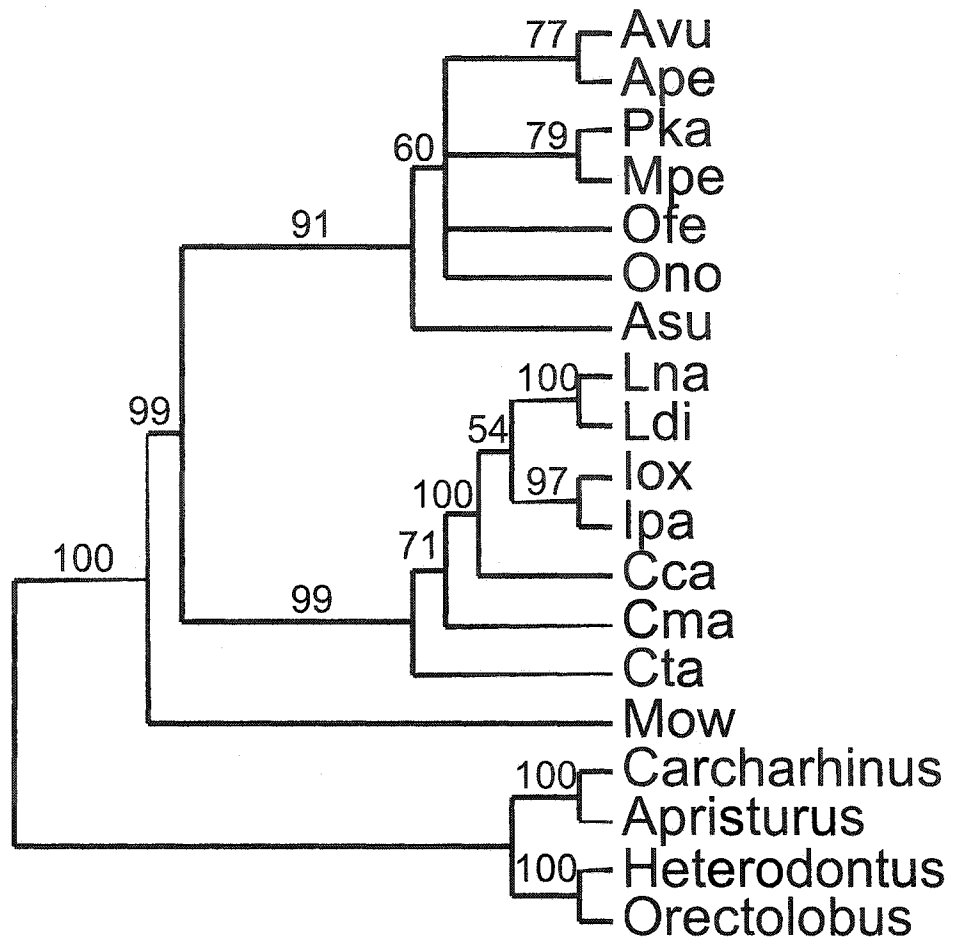 77 Avu
Ape
79 Pka
60 Mpe
Ofe
91 Ono
Asu
100 Lna
99 54 Ldi
97 Iox
100 Ipa
71 Cca
100 99 Cma
Cta
Mow
100 Carcharhinus
Apristurus
100 Heterodontus
Orectolobus